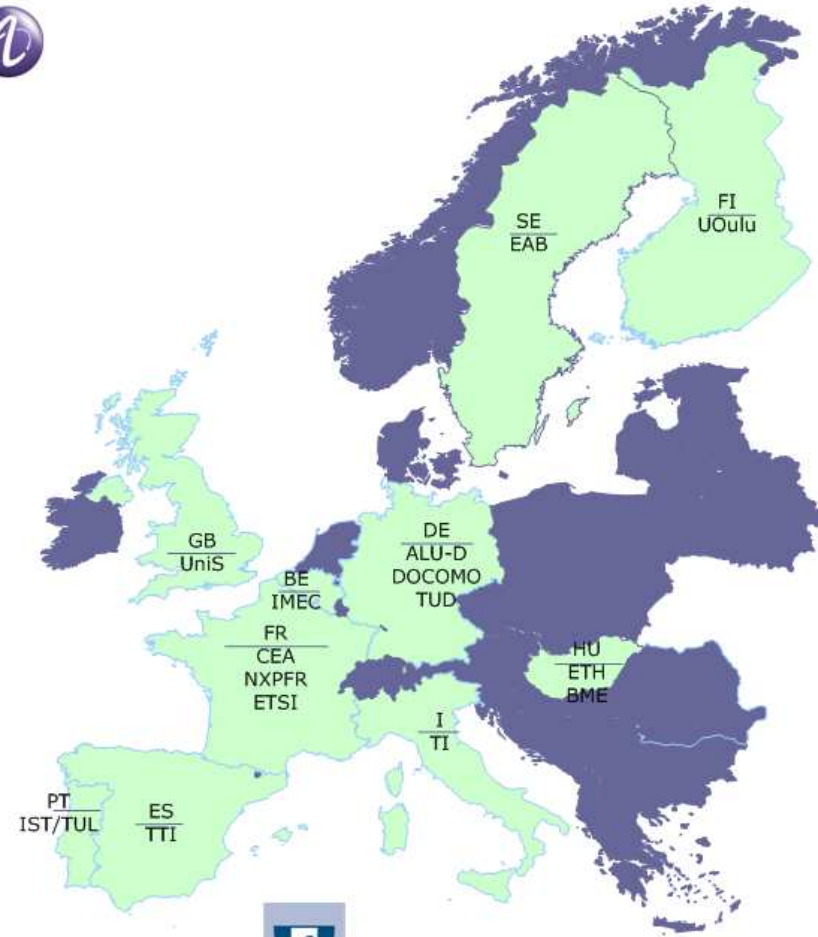 FI
UOulu
SE
EAB
GB
UniS
BE
IMEC
DE
ALU-D
DOCOMO
TUD
FR
CEA
NXPFR
ETSI
HU
ETH
BME
I
TI
PT
IST/TUL
ES
TTI